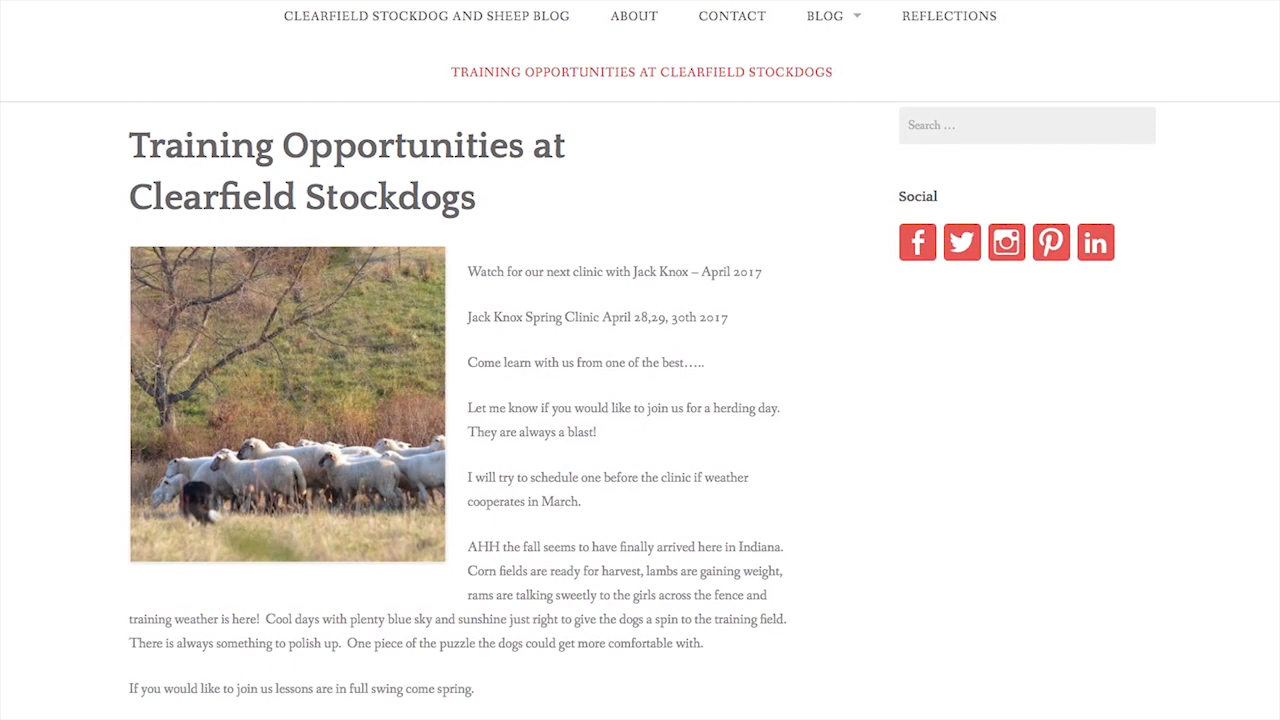 CLEARFIELD STOCKDOG AND SHEEP BLOG ABOUT CONTACT BLOG REFLECTIONS
TRAINING OPPORTUNITIES AT CLEARFIELD STOCKDOGS
Training Opportunities at
Clearfield Stockdogs
Search …
Social
Watch for our next clinic with Jack Knox – April 2017
Jack Knox Spring Clinic April 28,29, 30th 2017
Come learn with us from one of the best…..
Let me know if you would like to join us for a herding day.
They are always a blast!
I will try to schedule one before the clinic if weather
cooperates in March.
AHH the fall seems to have finally arrived here in Indiana.
Corn fields are ready for harvest, lambs are gaining weight,
rams are talking sweetly to the girls across the fence and
training weather is here!  Cool days with plenty blue sky and sunshine just right to give the dogs a spin to the training field.
There is always something to polish up.  One piece of the puzzle the dogs could get more comfortable with.
If you would like to join us lessons are in full swing come spring.